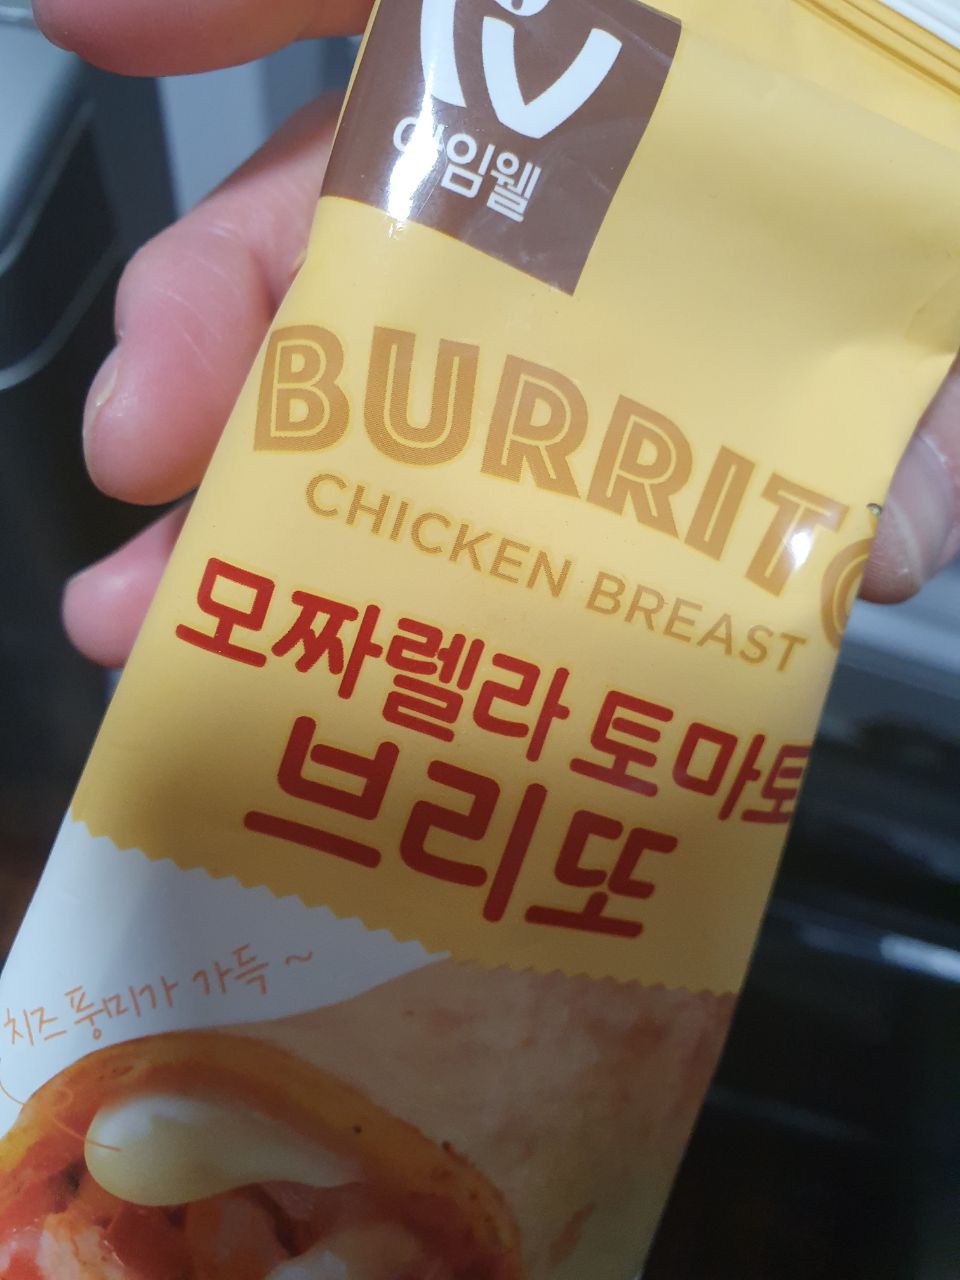 아임웰
BURRITO
CHICKEN BREAST
모짜렐라 토마토
브리또
치즈 풍미가 가득 ~